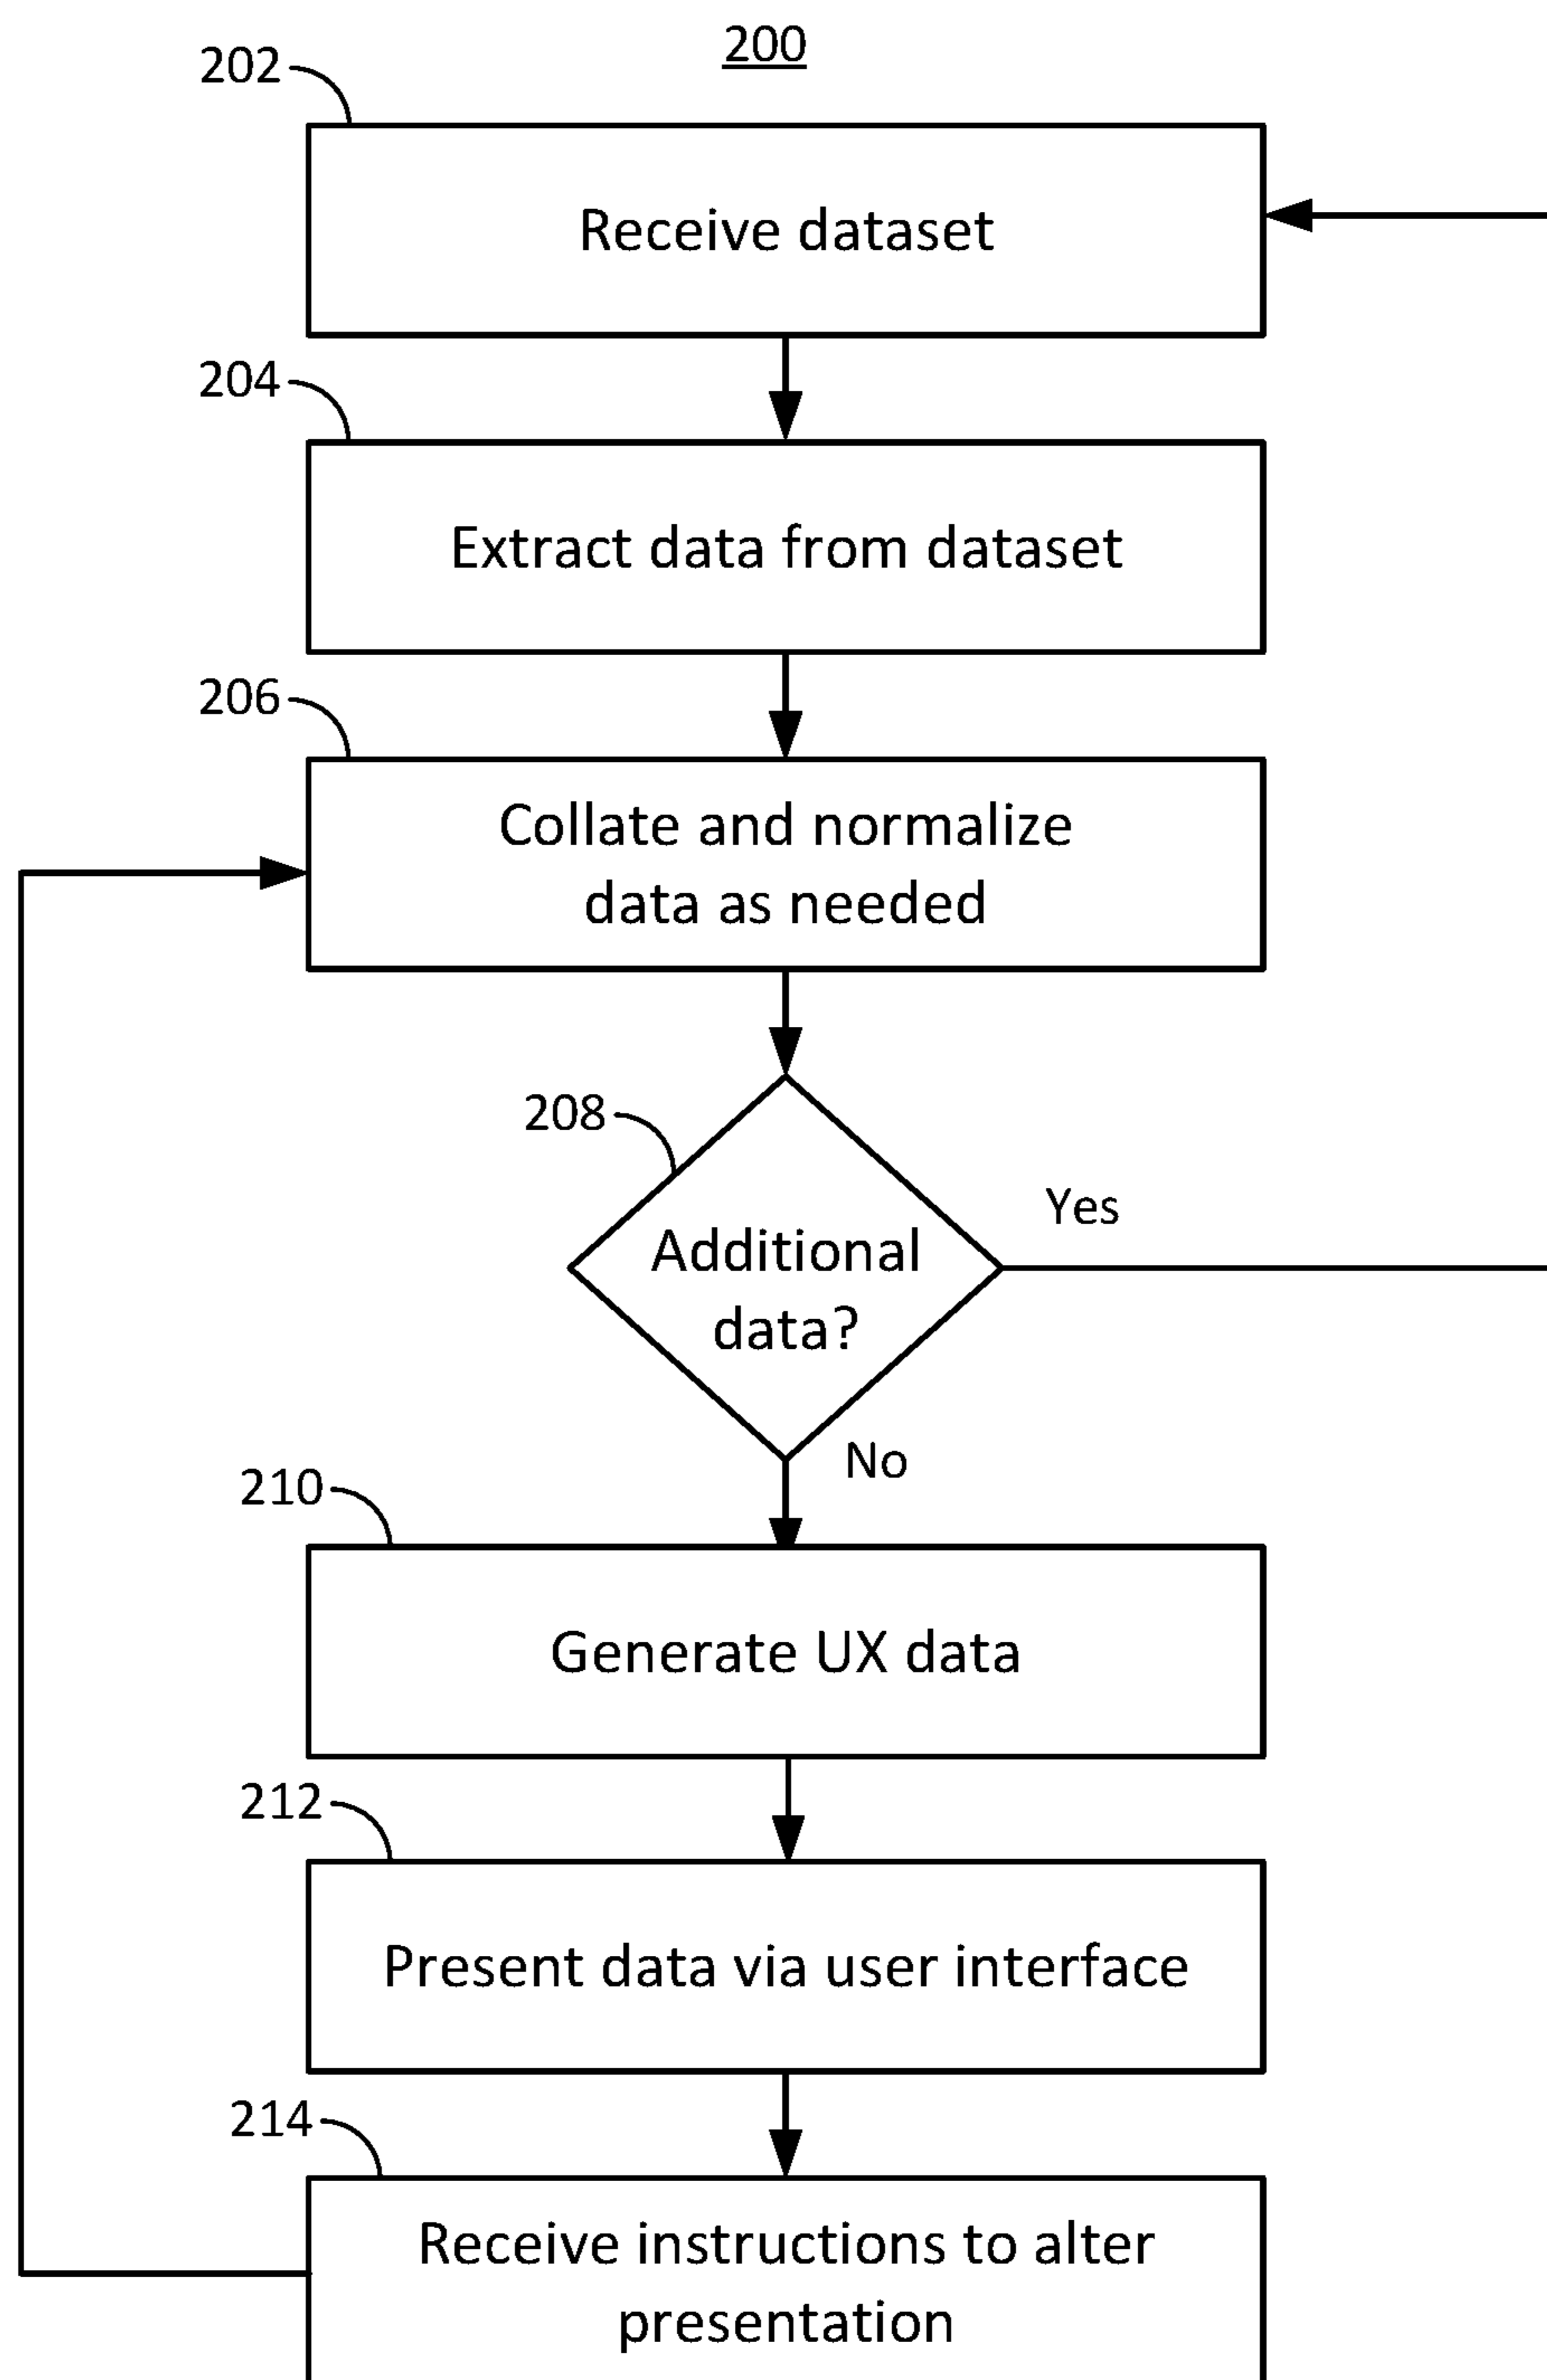 200
202
Receive dataset
204
Extract data from dataset
206
Collate and normalize
data as needed
208
Additional
data?
Yes
No
210
Generate UX data
212
Present data via user interface
214
Receive instructions to alter
presentation